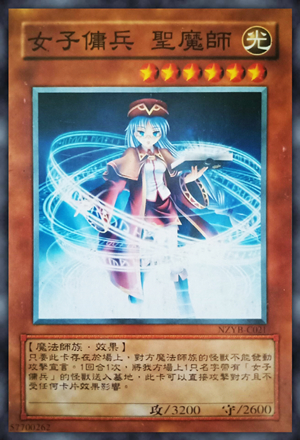 女子傭兵 聖魔師
光
NZYB-C021
【魔法師族·效果】
只要此卡存在於場上，對方魔法師族的怪獸不能發動
攻擊宣言。1回合1次，將我方場上1只名字帶有「女子
傭兵」的怪獸送入墓地，此卡可以直接攻擊對方且不
受任何卡片效果影響。
攻/3200 守/2600
52700262